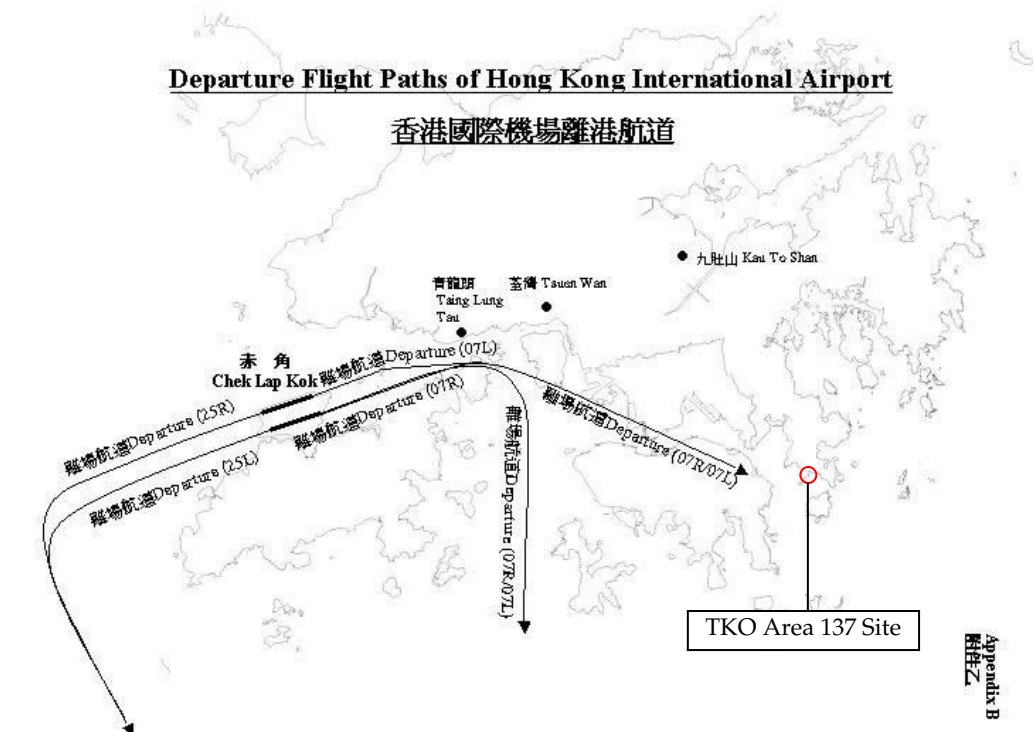 Departure Flight Paths of Hong Kong International Airport
香港國際機場離港航道
九肚山 Kau To Shan
青龍頭
Tsing Lung
Tau
荃灣 Tsuen Wan
赤 角
Chek Lap Kok
離場航道Departure (07L)
離場航道Departure (07R)
離場航道Departure (25R)
離場航道Departure (25L)
離場航道Departure (07R/07L)
離場航道Departure (07R/07L)
TKO Area 137 Site
Appendix B
附件乙